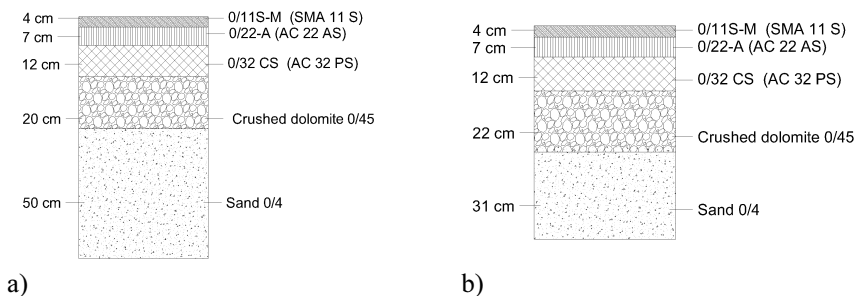 4 cm 0/11S-M (SMA 11 S)
7 cm 0/22-A (AC 22 AS)
12 cm 0/32 CS (AC 32 PS)
20 cm Crushed dolomite 0/45
50 cm Sand 0/4
a)
4 cm 0/11S-M (SMA 11 S)
7 cm 0/22-A (AC 22 AS)
12 cm 0/32 CS (AC 32 PS)
22 cm Crushed dolomite 0/45
31 cm Sand 0/4
b)